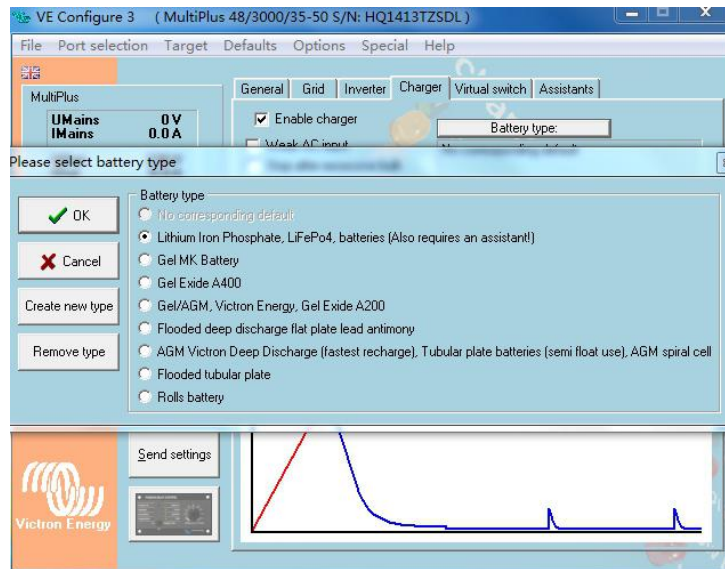 VE Configure 3 ( MultiPlus 48/3000/35-50 S/N: HQ1413TZSDL )
File Port selection Target Defaults Options Special Help
MultiPlus
UMains 0 V
IMains 0.0 A
General Grid Inverter Charger Virtual switch Assistants
Enable charger
Battery type:
Weak AC input
Please select battery type
OK
Cancel
Create new type
Remove type
Battery type
No corresponding default
Lithium Iron Phosphate, LiFePo4, batteries (Also requires an assistant!)
Gel MK Battery
Gel Exide A400
Gel/AGM, Victron Energy, Gel Exide A200
Flooded deep discharge flat plate lead antimony
AGM Victron Deep Discharge (fastest recharge), Tubular plate batteries (semi float use), AGM spiral cell
Flooded tubular plate
Rolls battery
Send settings
Victron Energy